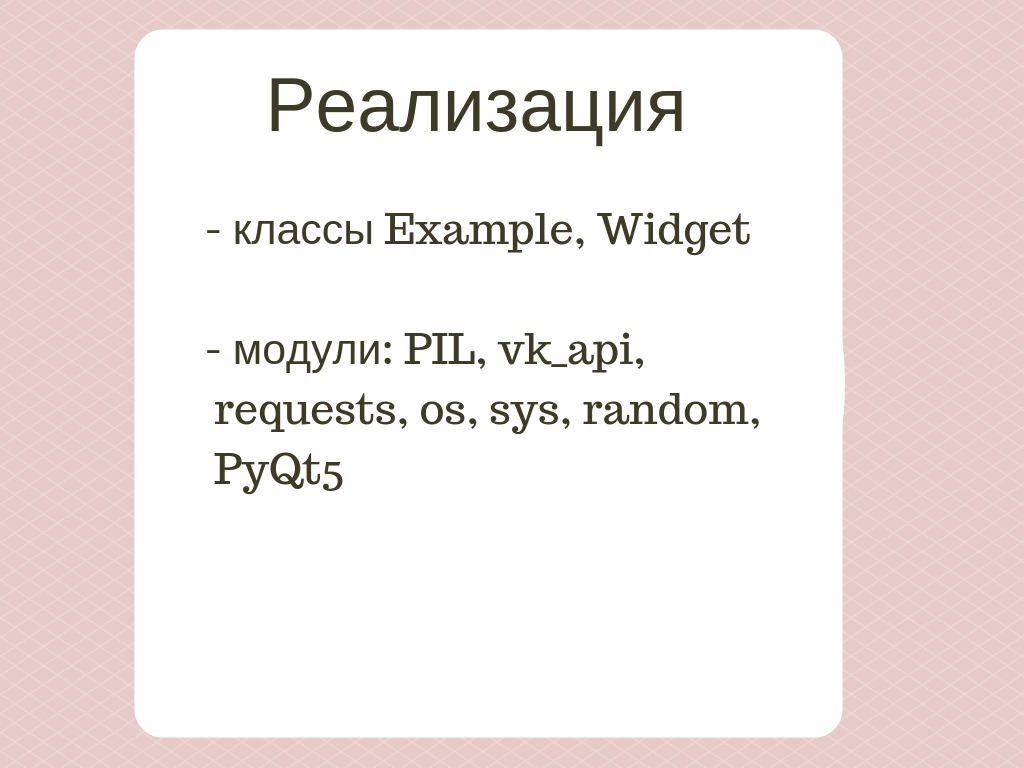 Реализация
- классы Example, Widget
- модули: PIL, vk_api,
requests, os, sys, random,
PyQt5